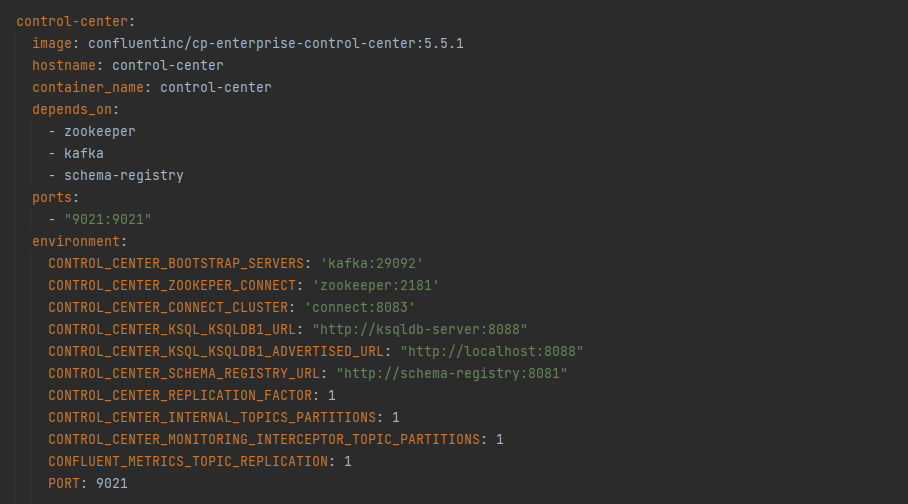 control-center:
  image: confluentinc/cp-enterprise-control-center:5.5.1
  hostname: control-center
  container_name: control-center
  depends_on:
    - zookeeper
    - kafka
    - schema-registry
  ports:
    - "9021:9021"
  environment:
    CONTROL_CENTER_BOOTSTRAP_SERVERS: 'kafka:29092'
    CONTROL_CENTER_ZOOKEPER_CONNECT: 'zookeeper:2181'
    CONTROL_CENTER_CONNECT_CLUSTER: 'connect:8083'
    CONTROL_CENTER_KSQL_KSQLDB1_URL: "http://ksqldb-server:8088"
    CONTROL_CENTER_KSQL_KSQLDB1_ADVERTISED_URL: "http://localhost:8088"
    CONTROL_CENTER_SCHEMA_REGISTRY_URL: "http://schema-registry:8081"
    CONTROL_CENTER_REPLICATION_FACTOR: 1
    CONTROL_CENTER_INTERNAL_TOPICS_PARTITIONS: 1
    CONTROL_CENTER_MONITORING_INTERCEPTOR_TOPIC_PARTITIONS: 1
    CONFLUENT_METRICS_TOPIC_REPLICATION: 1
    PORT: 9021